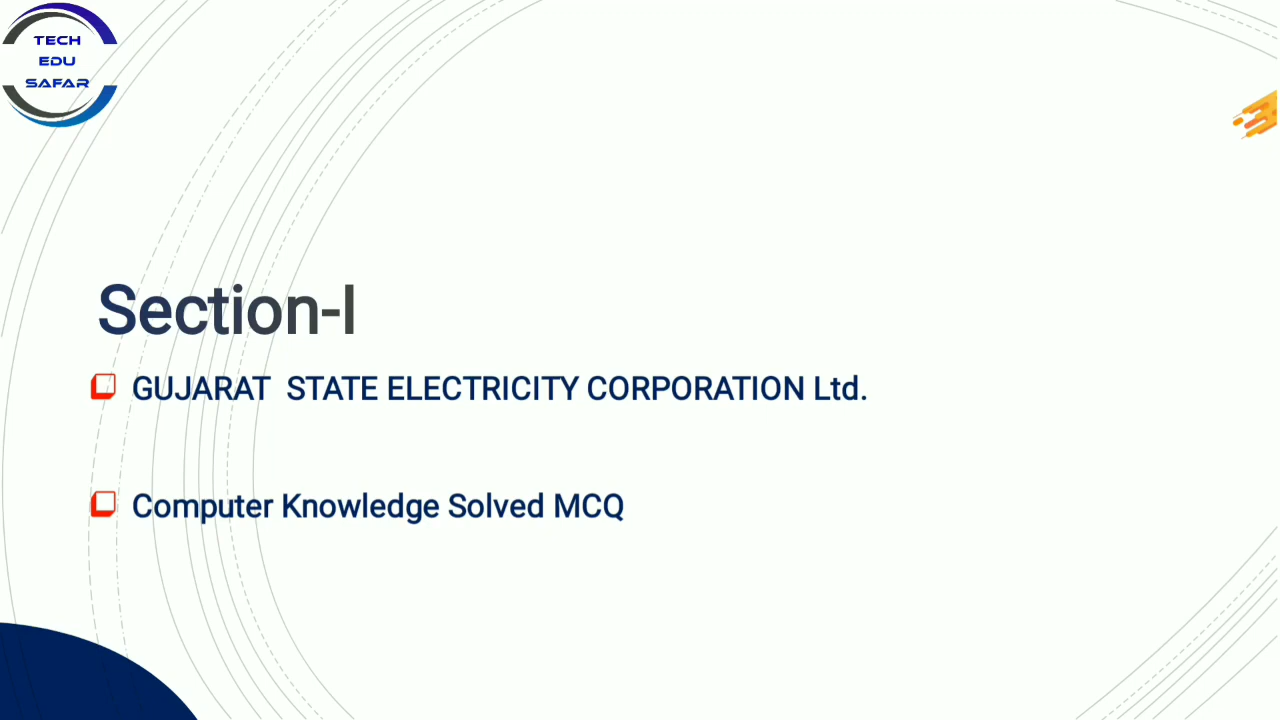 TECH
EDU
SAFAR
Section-I
GUJARAT STATE ELECTRICITY CORPORATION Ltd.
Computer Knowledge Solved MCQ